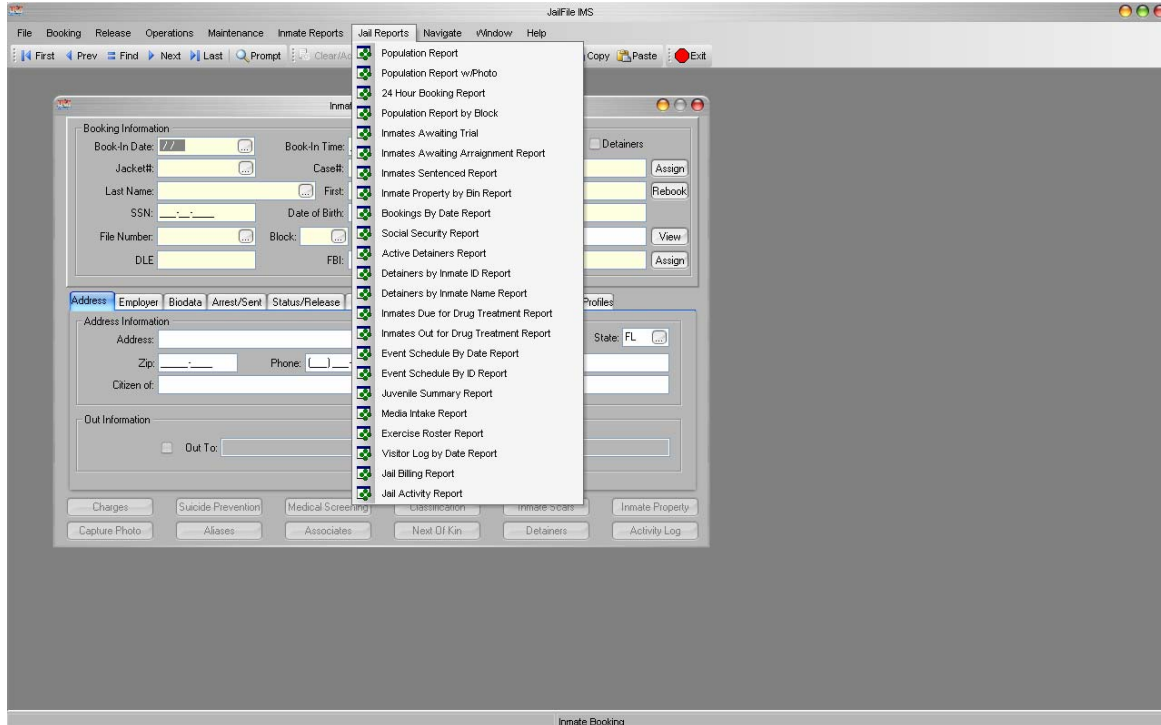 JailFile IMS
File Booking Release Operations Maintenance Inmate Reports Jail Reports Navigate Window Help
First Prev Find Next Last Prompt Copy Paste Exit
Population Report
Population Report w/Photo
24 Hour Booking Report
Population Report by Block
Inmates Awaiting Trial
Inmates Awaiting Arraignment Report
Inmates Sentenced Report
Inmate Property by Bin Report
Bookings By Date Report
Social Security Report
Active Detainers Report
Detainers by Inmate ID Report
Detainers by Inmate Name Report
Inmates Due for Drug Treatment Report
Inmates Out for Drug Treatment Report
Event Schedule By Date Report
Event Schedule By ID Report
Juvenile Summary Report
Media Intake Report
Exercise Roster Report
Visitor Log by Date Report
Jail Billing Report
Jail Activity Report
Booking Information
Book-In Date: / / Book-In Time: Detainers
Jacket#: Case#: Assign
Last Name: First: Rebook
SSN: ___-__-____ Date of Birth:
File Number: Block: View
DLE FBI: Assign
Address Employer Biodata Arrest/Sent Status/Release Profiles
Address Information
Address: State: FL
Zip: _____-____ Phone: (___)___-
Citizen of:
Out Information
Out To:
Charges Suicide Prevention Medical Screening Classification Inmate Scars Inmate Property
Capture Photo Aliases Associates Next Of Kin Detainers Activity Log
Inmate Booking